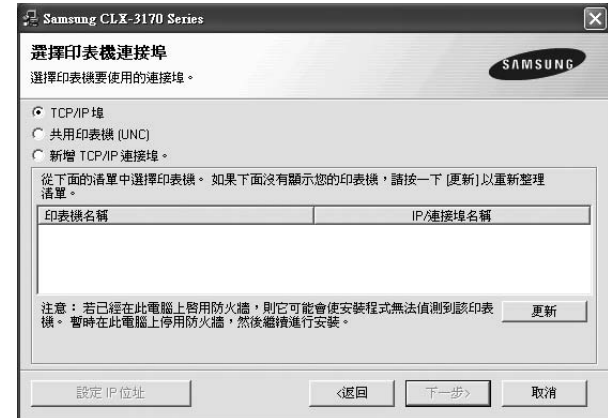 Samsung CLX-3170 Series
選擇印表機連接埠
選擇印表機要使用的連接埠。
SAMSUNG
TCP/IP 埠
共用印表機 (UNC)
新增 TCP/IP 連接埠。
從下面的清單中選擇印表機。 如果下面沒有顯示您的印表機，請按一下 [更新] 以重新整理
清單。
印表機名稱 IP/連接埠名稱
注意： 若已經在此電腦上啓用防火牆，則它可能會使安裝程式無法偵測到該印表
機。 暫時在此電腦上停用防火牆，然後繼續進行安裝。
更新
設定 IP 位址 <返回 下一步> 取消